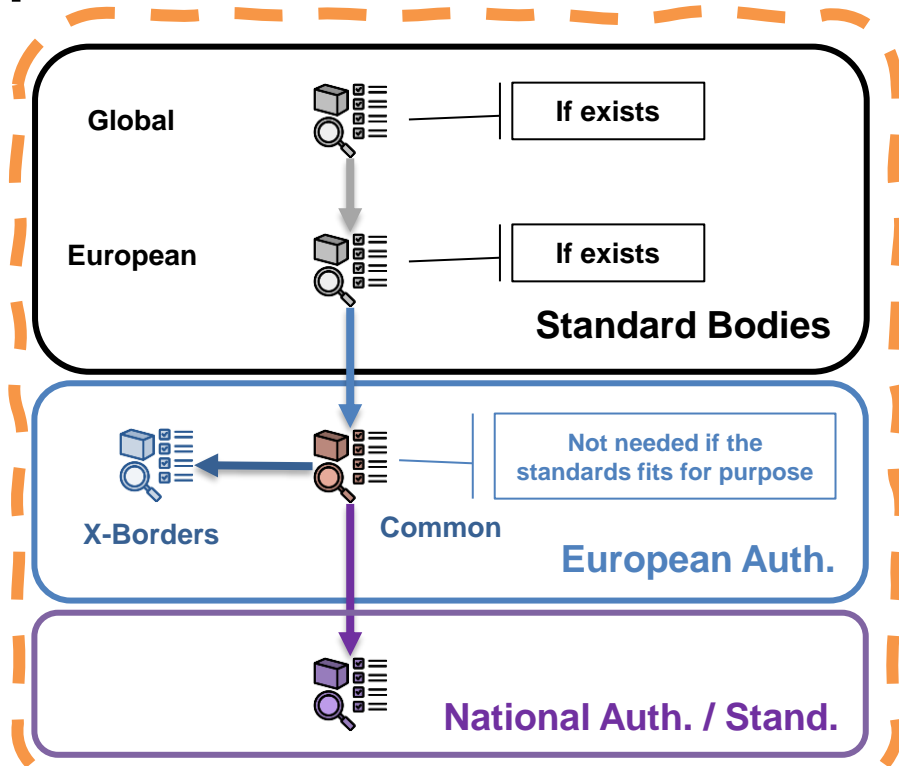 Global
If exists
European
If exists
Standard Bodies
Not needed if the
standards fits for purpose
X-Borders
Common
European Auth.
National Auth. / Stand.